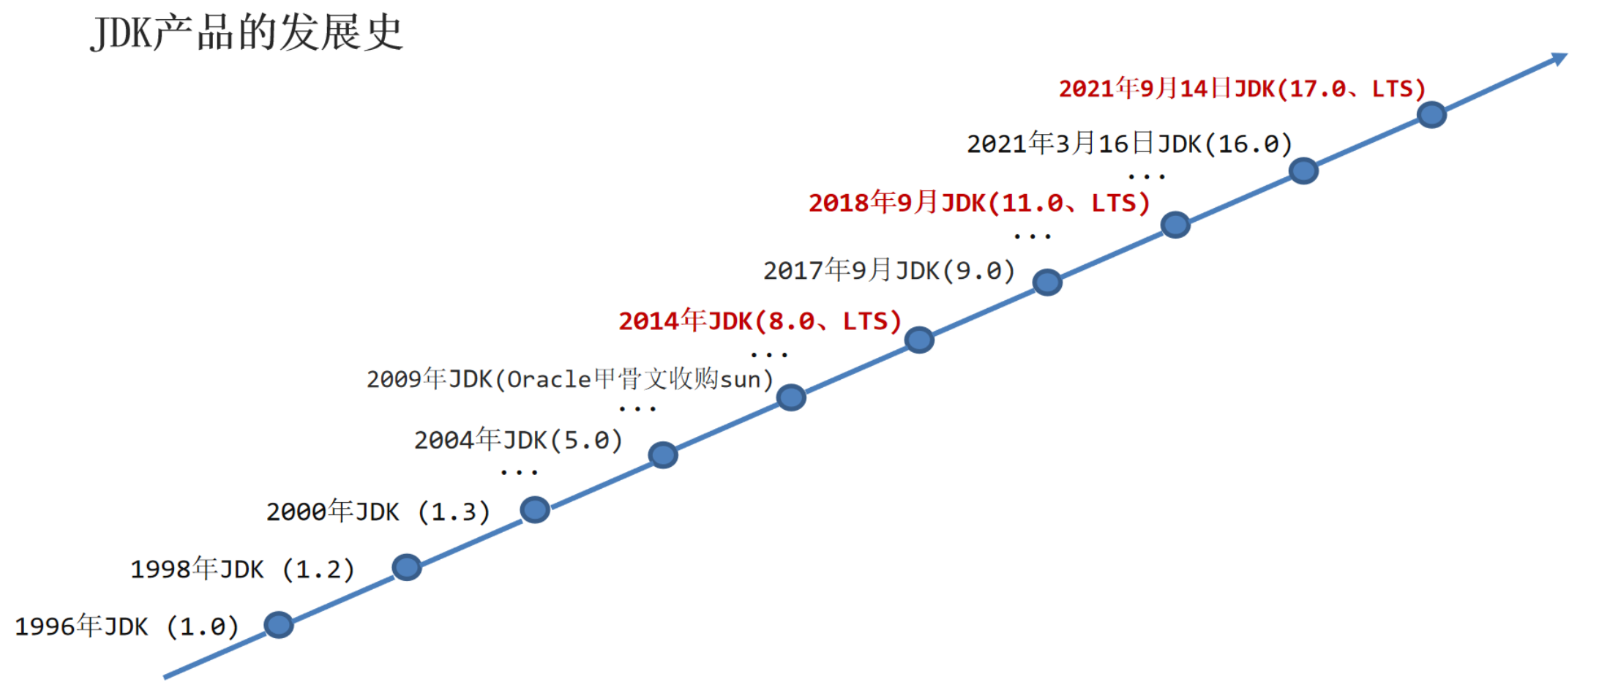 JDK产品的发展史
2021年9月14日JDK(17.0、LTS)
2021年3月16日JDK(16.0)
...
2018年9月JDK(11.0、LTS)
...
2017年9月JDK(9.0)
2014年JDK(8.0、LTS)
...
2009年JDK(Oracle甲骨文收购sun)
...
2004年JDK(5.0)
...
2000年JDK (1.3)
1998年JDK (1.2)
1996年JDK (1.0)